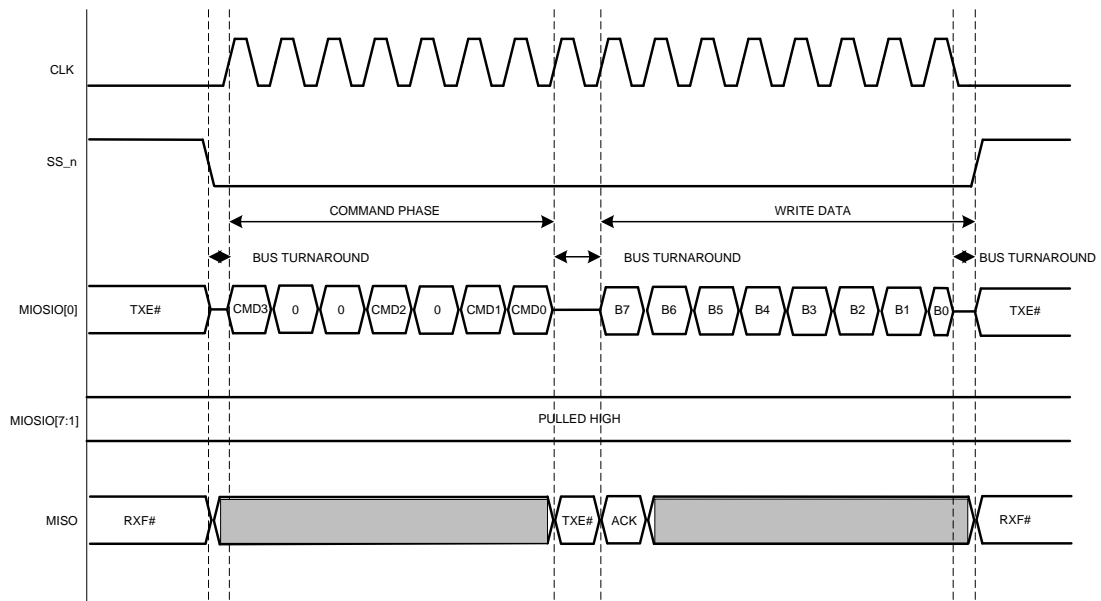 CLK
SS_n
COMMAND PHASE WRITE DATA
BUS TURNAROUND BUS TURNAROUND BUS TURNAROUND
MIOSIO[0] TXE# CMD3 0 0 CMD2 0 CMD1 CMD0 B7 B6 B5 B4 B3 B2 B1 B0 TXE#
MIOSIO[7:1] PULLED HIGH
MISO RXF# TXE# ACK RXF#